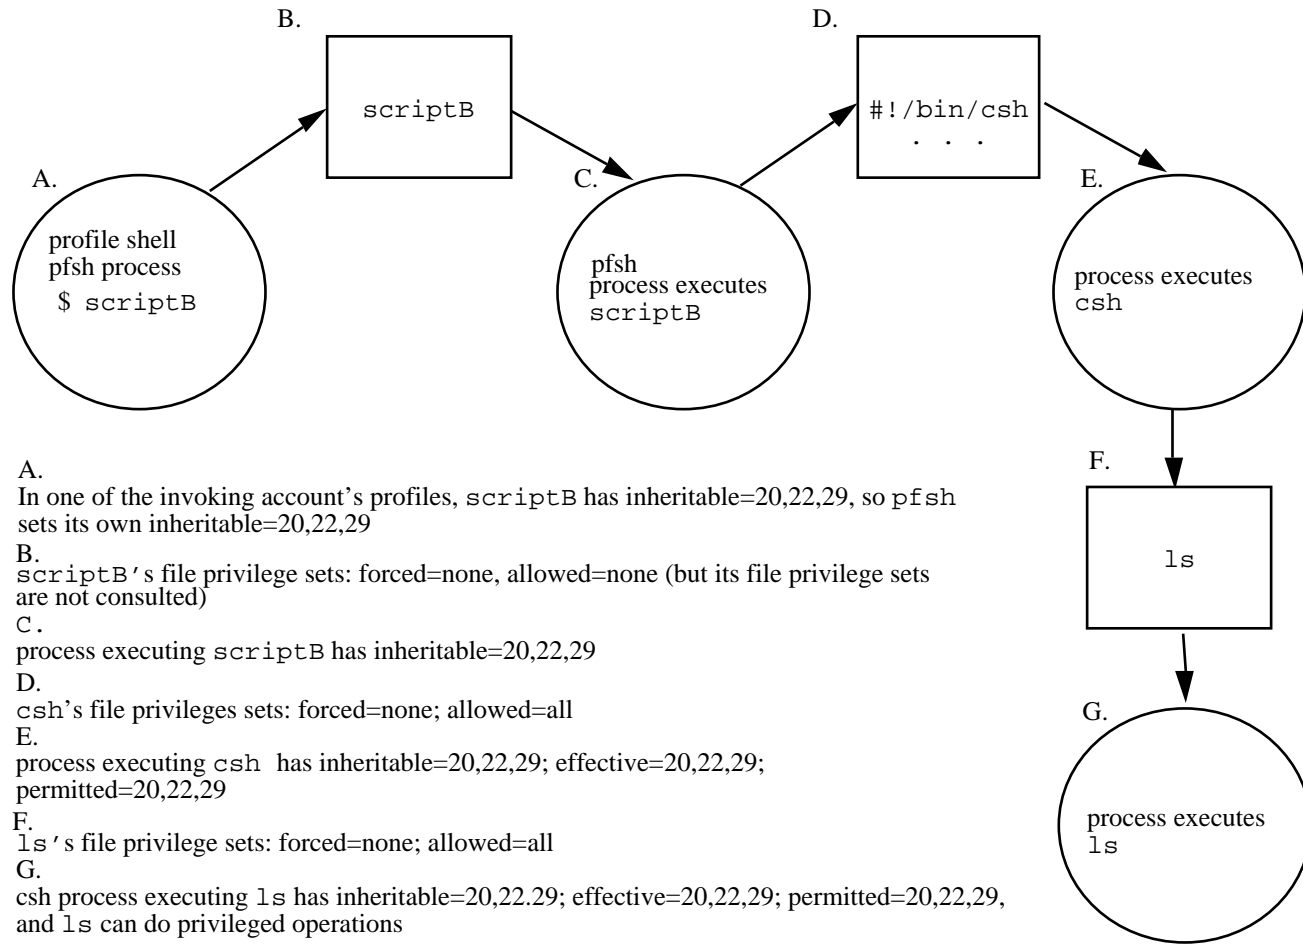 B.
D.
scriptB
#!/bin/csh
. . .
A.
C.
E.
profile shell
pfsh process
$ scriptB
pfsh
process executes
scriptB
process executes
csh
F.
ls
G.
process executes
ls
A.
In one of the invoking account’s profiles, scriptB has inheritable=20,22,29, so pfsh
sets its own inheritable=20,22,29
B.
scriptB’s file privilege sets: forced=none, allowed=none (but its file privilege sets
are not consulted)
C.
process executing scriptB has inheritable=20,22,29
D.
csh’s file privileges sets: forced=none; allowed=all
E.
process executing csh has inheritable=20,22,29; effective=20,22,29;
permitted=20,22,29
F.
ls’s file privilege sets: forced=none; allowed=all
G.
csh process executing ls has inheritable=20,22.29; effective=20,22,29; permitted=20,22,29,
and ls can do privileged operations